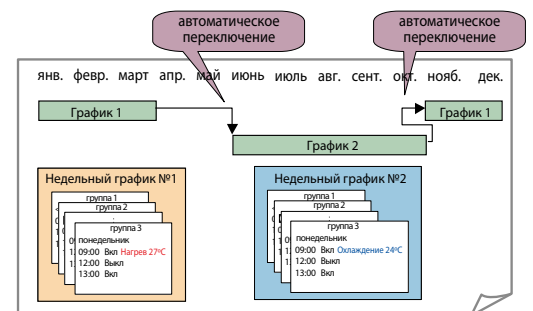 автоматическое
переключение
автоматическое
переключение
янв. февр. март апр. май июнь июль авг. сент. окт. нояб. дек.
График 1
График 1
График 2
Недельный график №1
группа 1
группа 2
группа 3
понедельник
09:00 Вкл Нагрев 27ºC
12:00 Выкл
13:00 Вкл
Недельный график №2
группа 1
группа 2
группа 3
понедельник
09:00 Вкл Охлаждение 24ºC
12:00 Выкл
13:00 Вкл